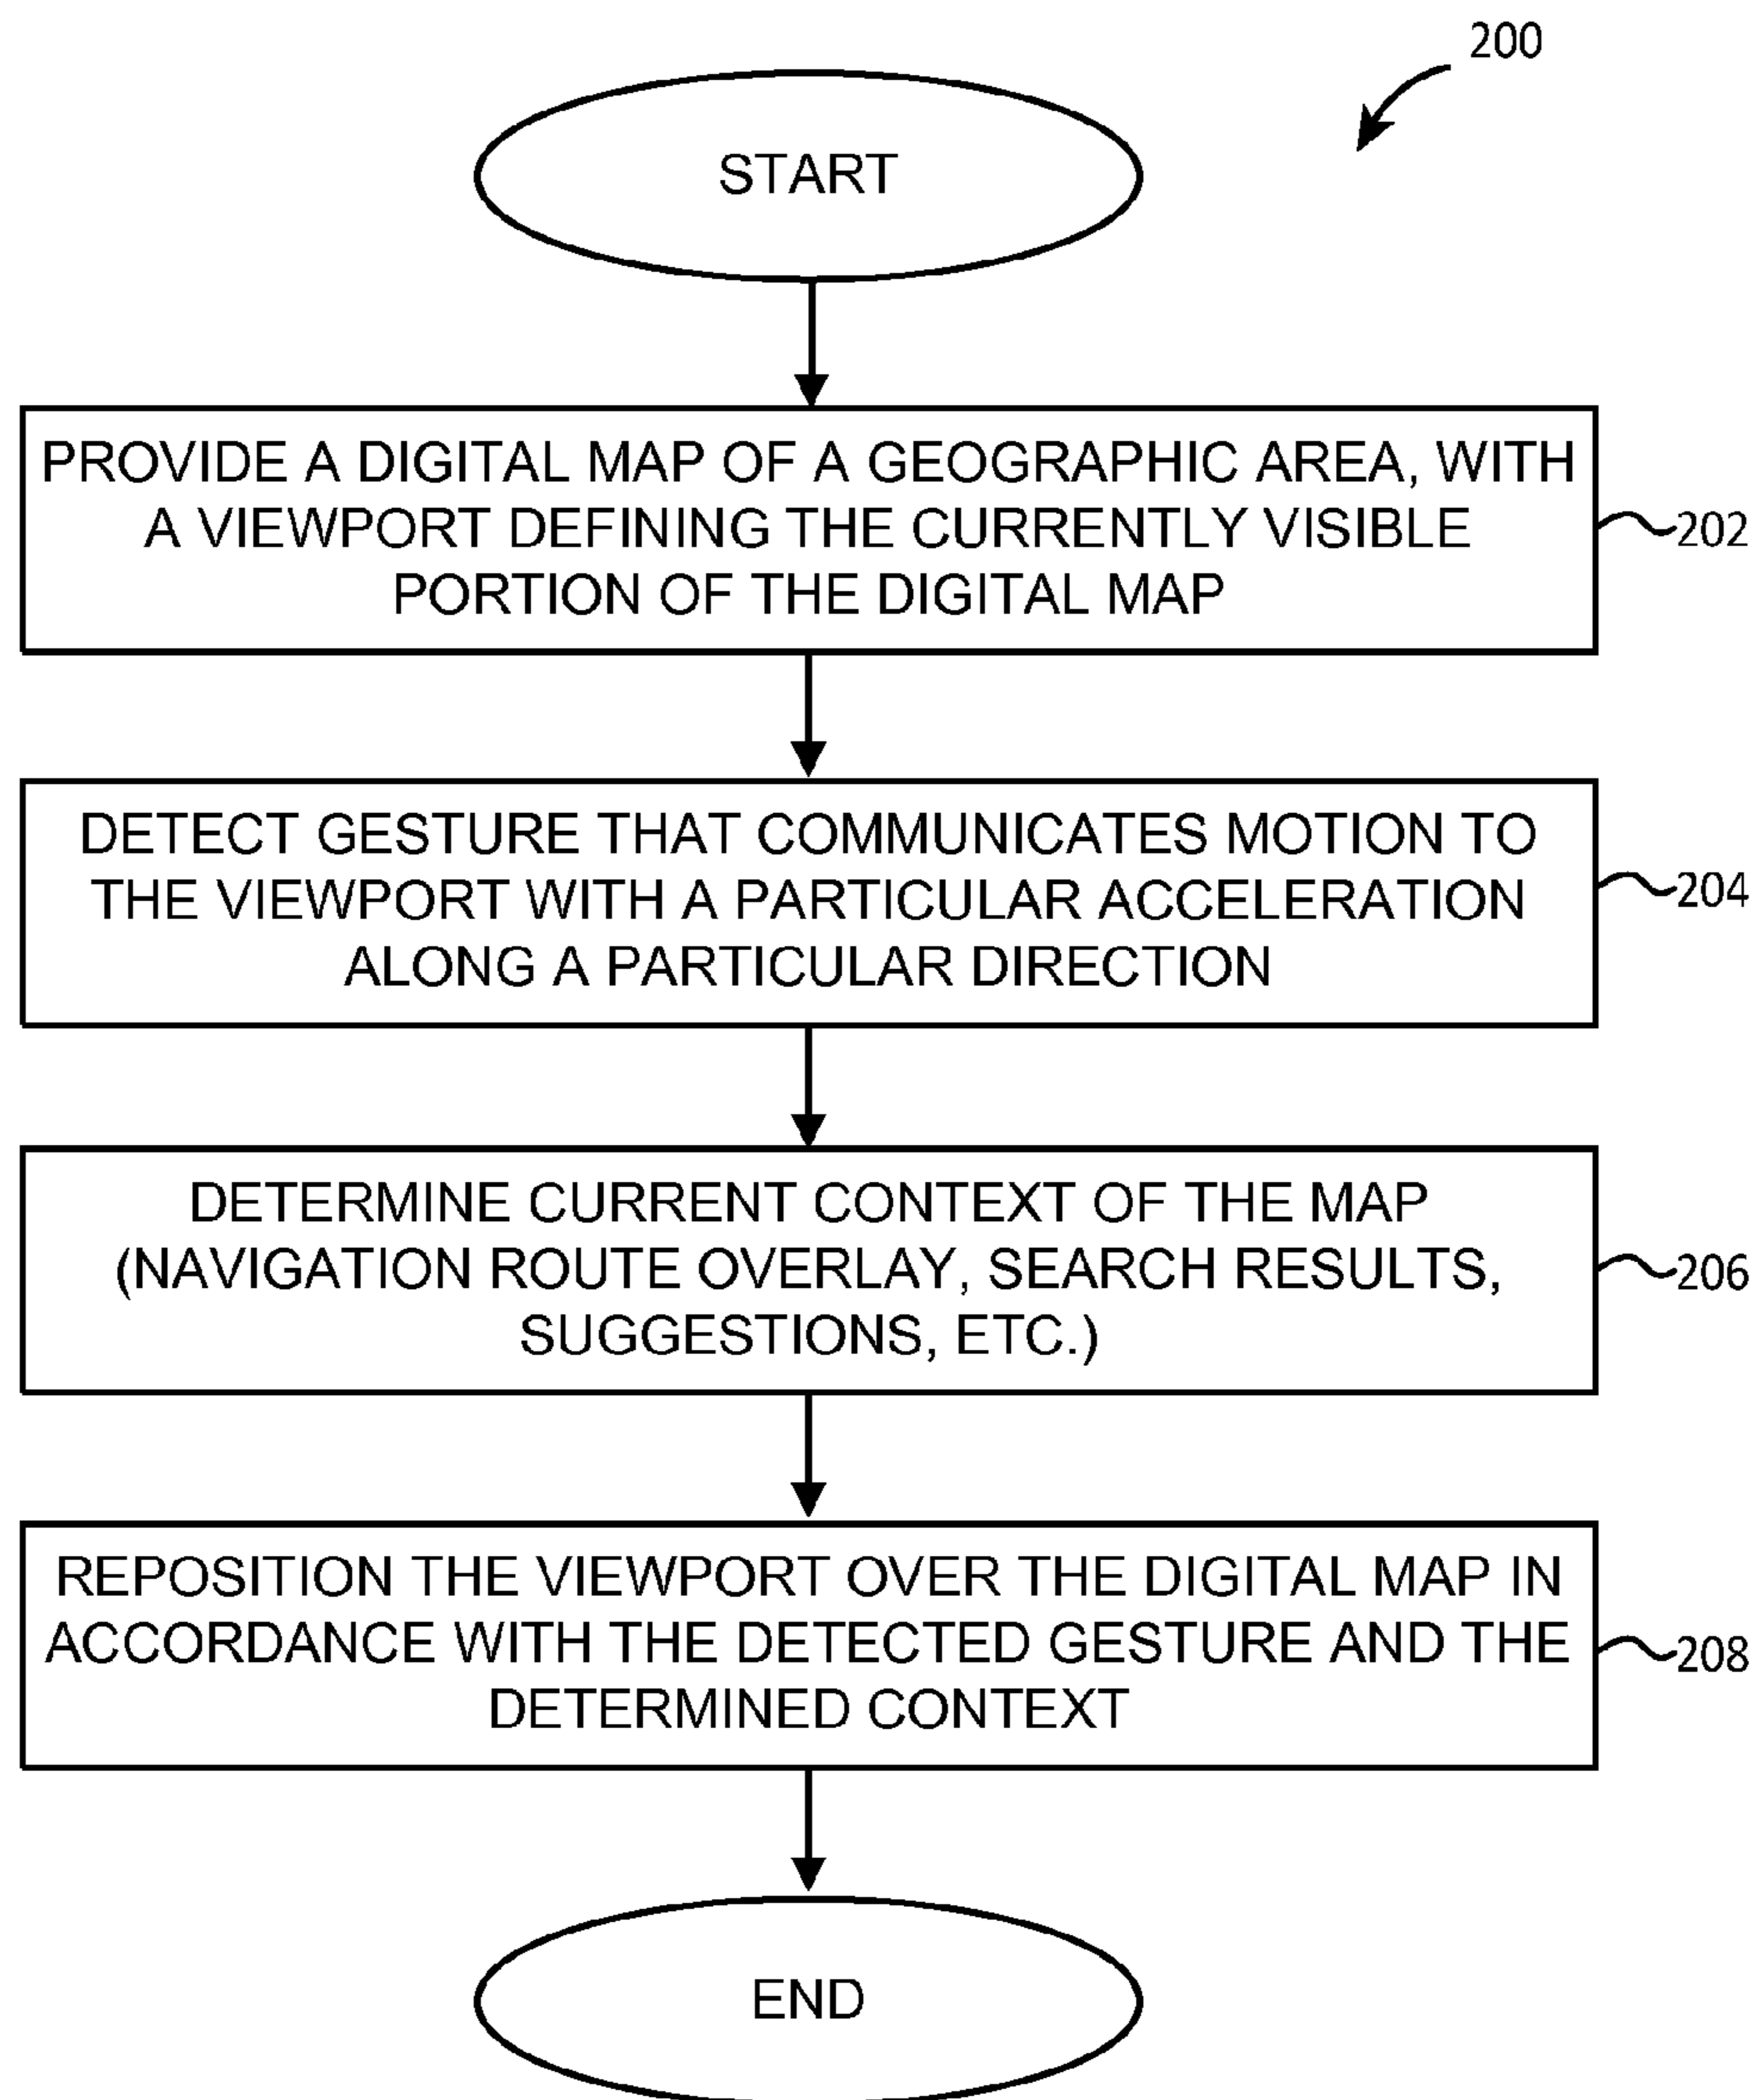 200
START
PROVIDE A DIGITAL MAP OF A GEOGRAPHIC AREA, WITH
A VIEWPORT DEFINING THE CURRENTLY VISIBLE
PORTION OF THE DIGITAL MAP
202
DETECT GESTURE THAT COMMUNICATES MOTION TO
THE VIEWPORT WITH A PARTICULAR ACCELERATION
ALONG A PARTICULAR DIRECTION
204
DETERMINE CURRENT CONTEXT OF THE MAP
(NAVIGATION ROUTE OVERLAY, SEARCH RESULTS,
SUGGESTIONS, ETC.)
206
REPOSITION THE VIEWPORT OVER THE DIGITAL MAP IN
ACCORDANCE WITH THE DETECTED GESTURE AND THE
DETERMINED CONTEXT
208
END